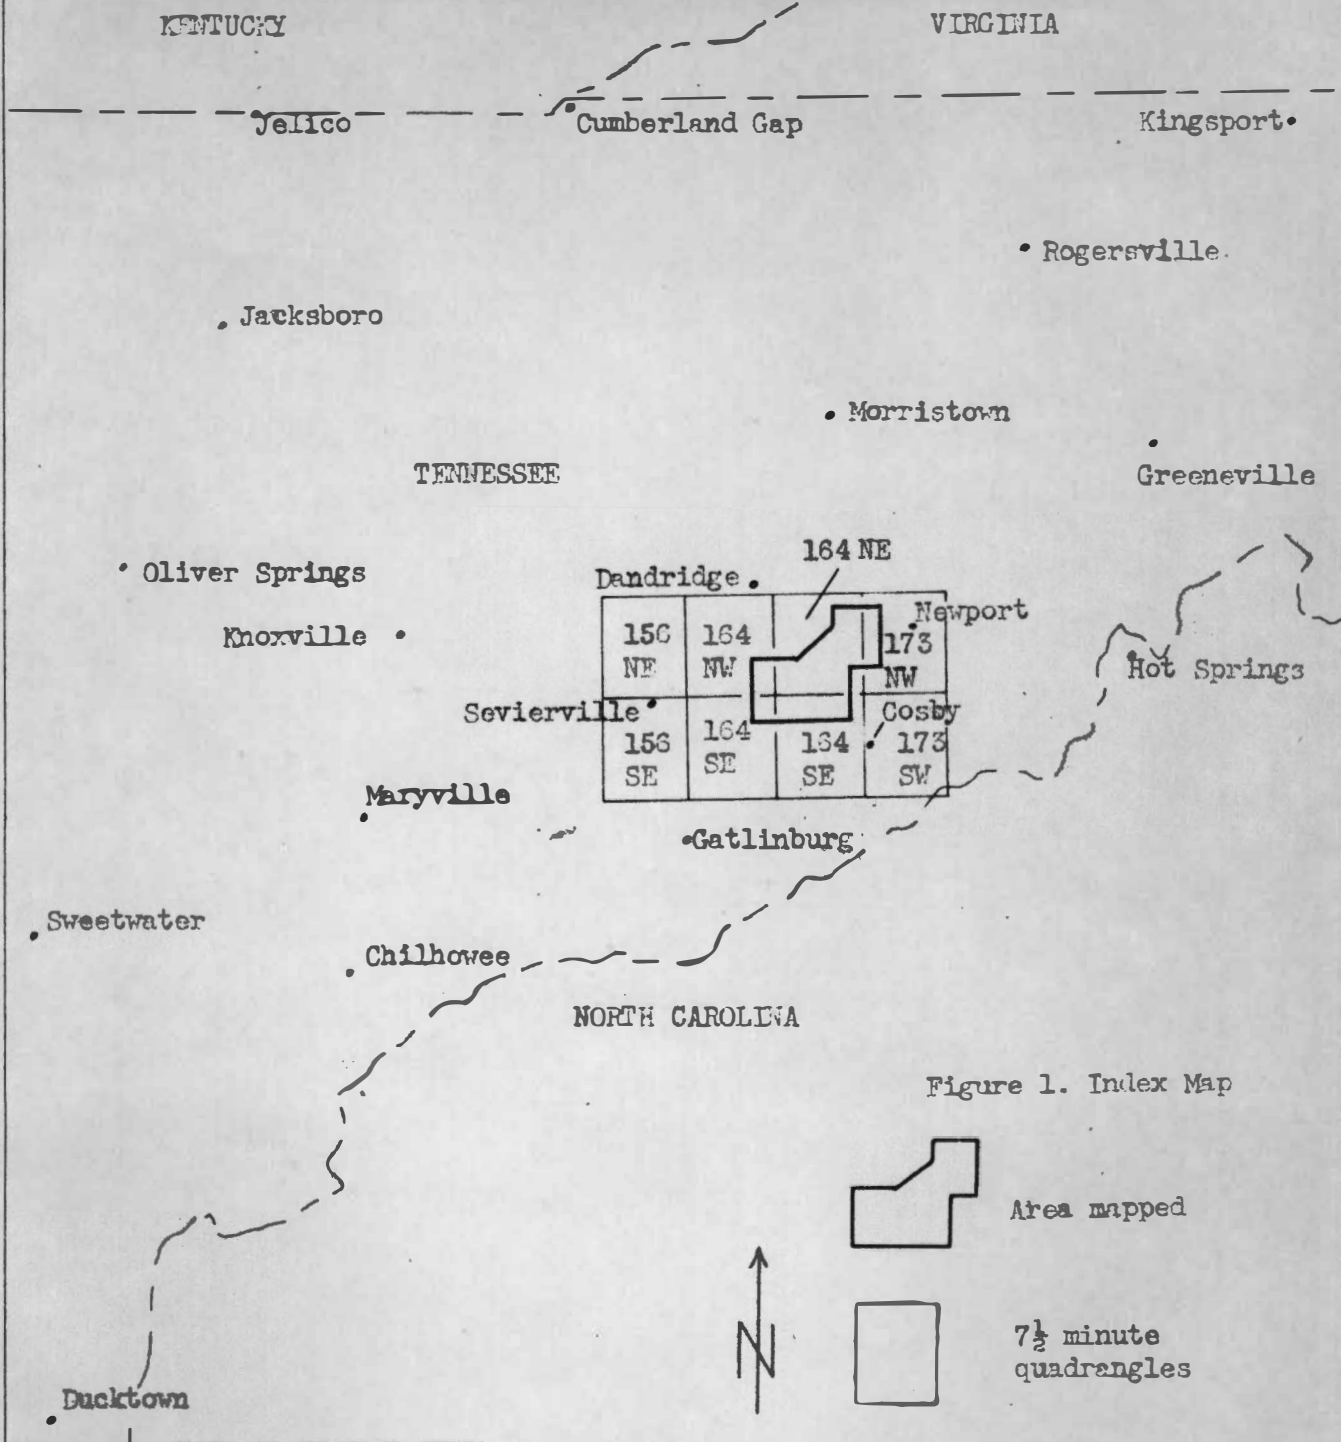 KENTUCKY
VIRGINIA
Jelico
Cumberland Gap
Kingsport
Rogersville
Jacksboro
Morristown
TENNESSEE
Greeneville
164 NE
Oliver Springs
Dandridge
Newport
Knoxville
156
NE
164
NW
173
NW
Hot Springs
Sevierville
Cosby
156
SE
164
SE
164
SE
173
SW
Maryville
Gatlinburg
Sweetwater
Chilhowee
NORTH CAROLINA
Figure 1. Index Map
Area mapped
N
7½ minute
quadrangles
Ducktown